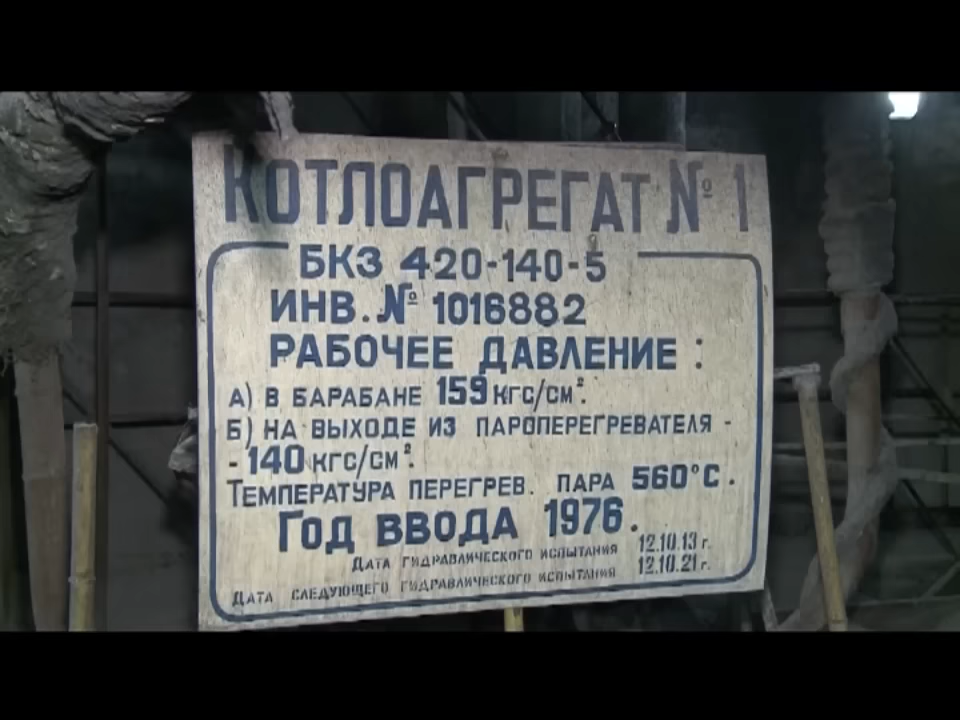 КОТЛОАГРЕГАТ № 1
БКЗ 420-140-5
ИНВ. № 1016882
РАБОЧЕЕ ДАВЛЕНИЕ :
А) В БАРАБАНЕ 159 КГС/СМ².
Б) НА ВЫХОДЕ ИЗ ПАРОПЕРЕГРЕВАТЕЛЯ -
- 140 КГС/СМ².
ТЕМПЕРАТУРА ПЕРЕГРЕВ. ПАРА 560°С.
ГОД ВВОДА 1976.
ДАТА ГИДРАВЛИЧЕСКОГО ИСПЫТАНИЯ 12.10.13 г.
ДАТА СЛЕДУЮЩЕГО ГИДРАВЛИЧЕСКОГО ИСПЫТАНИЯ 12.10.21 г.